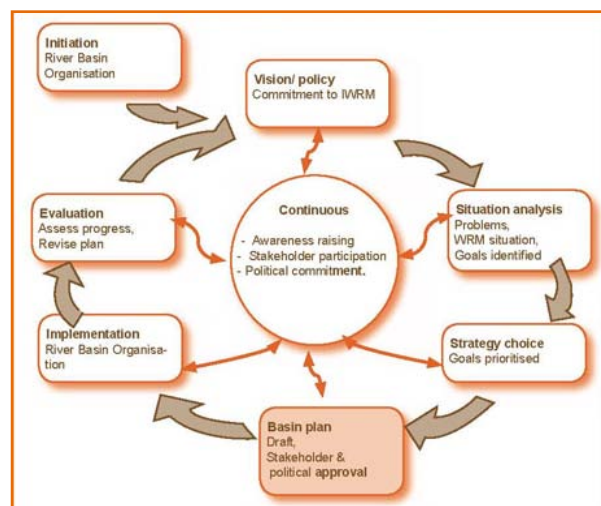 Initiation
River Basin
Organisation
Vision/ policy
Commitment to IWRM
Situation analysis
Problems,
WRM situation,
Goals identified
Strategy choice
Goals prioritised
Basin plan
Draft,
Stakeholder &
political approval
Implementation
River Basin Organisa-
tion
Evaluation
Assess progress,
Revise plan
Continuous
- Awareness raising
- Stakeholder participation
- Political commitment.